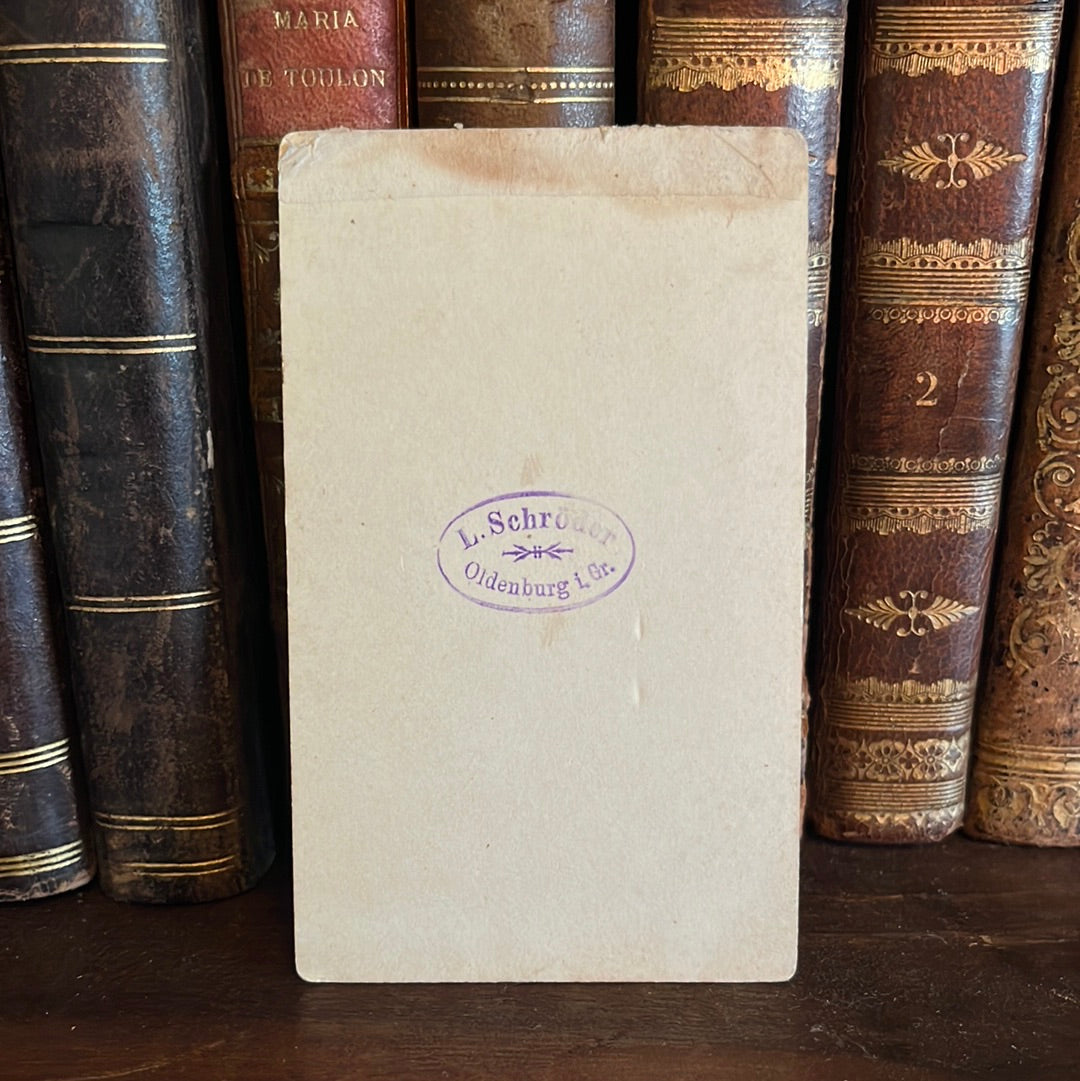 MARIA
DE TOULON
2
L. Schröder
Oldenburg i. Gr.